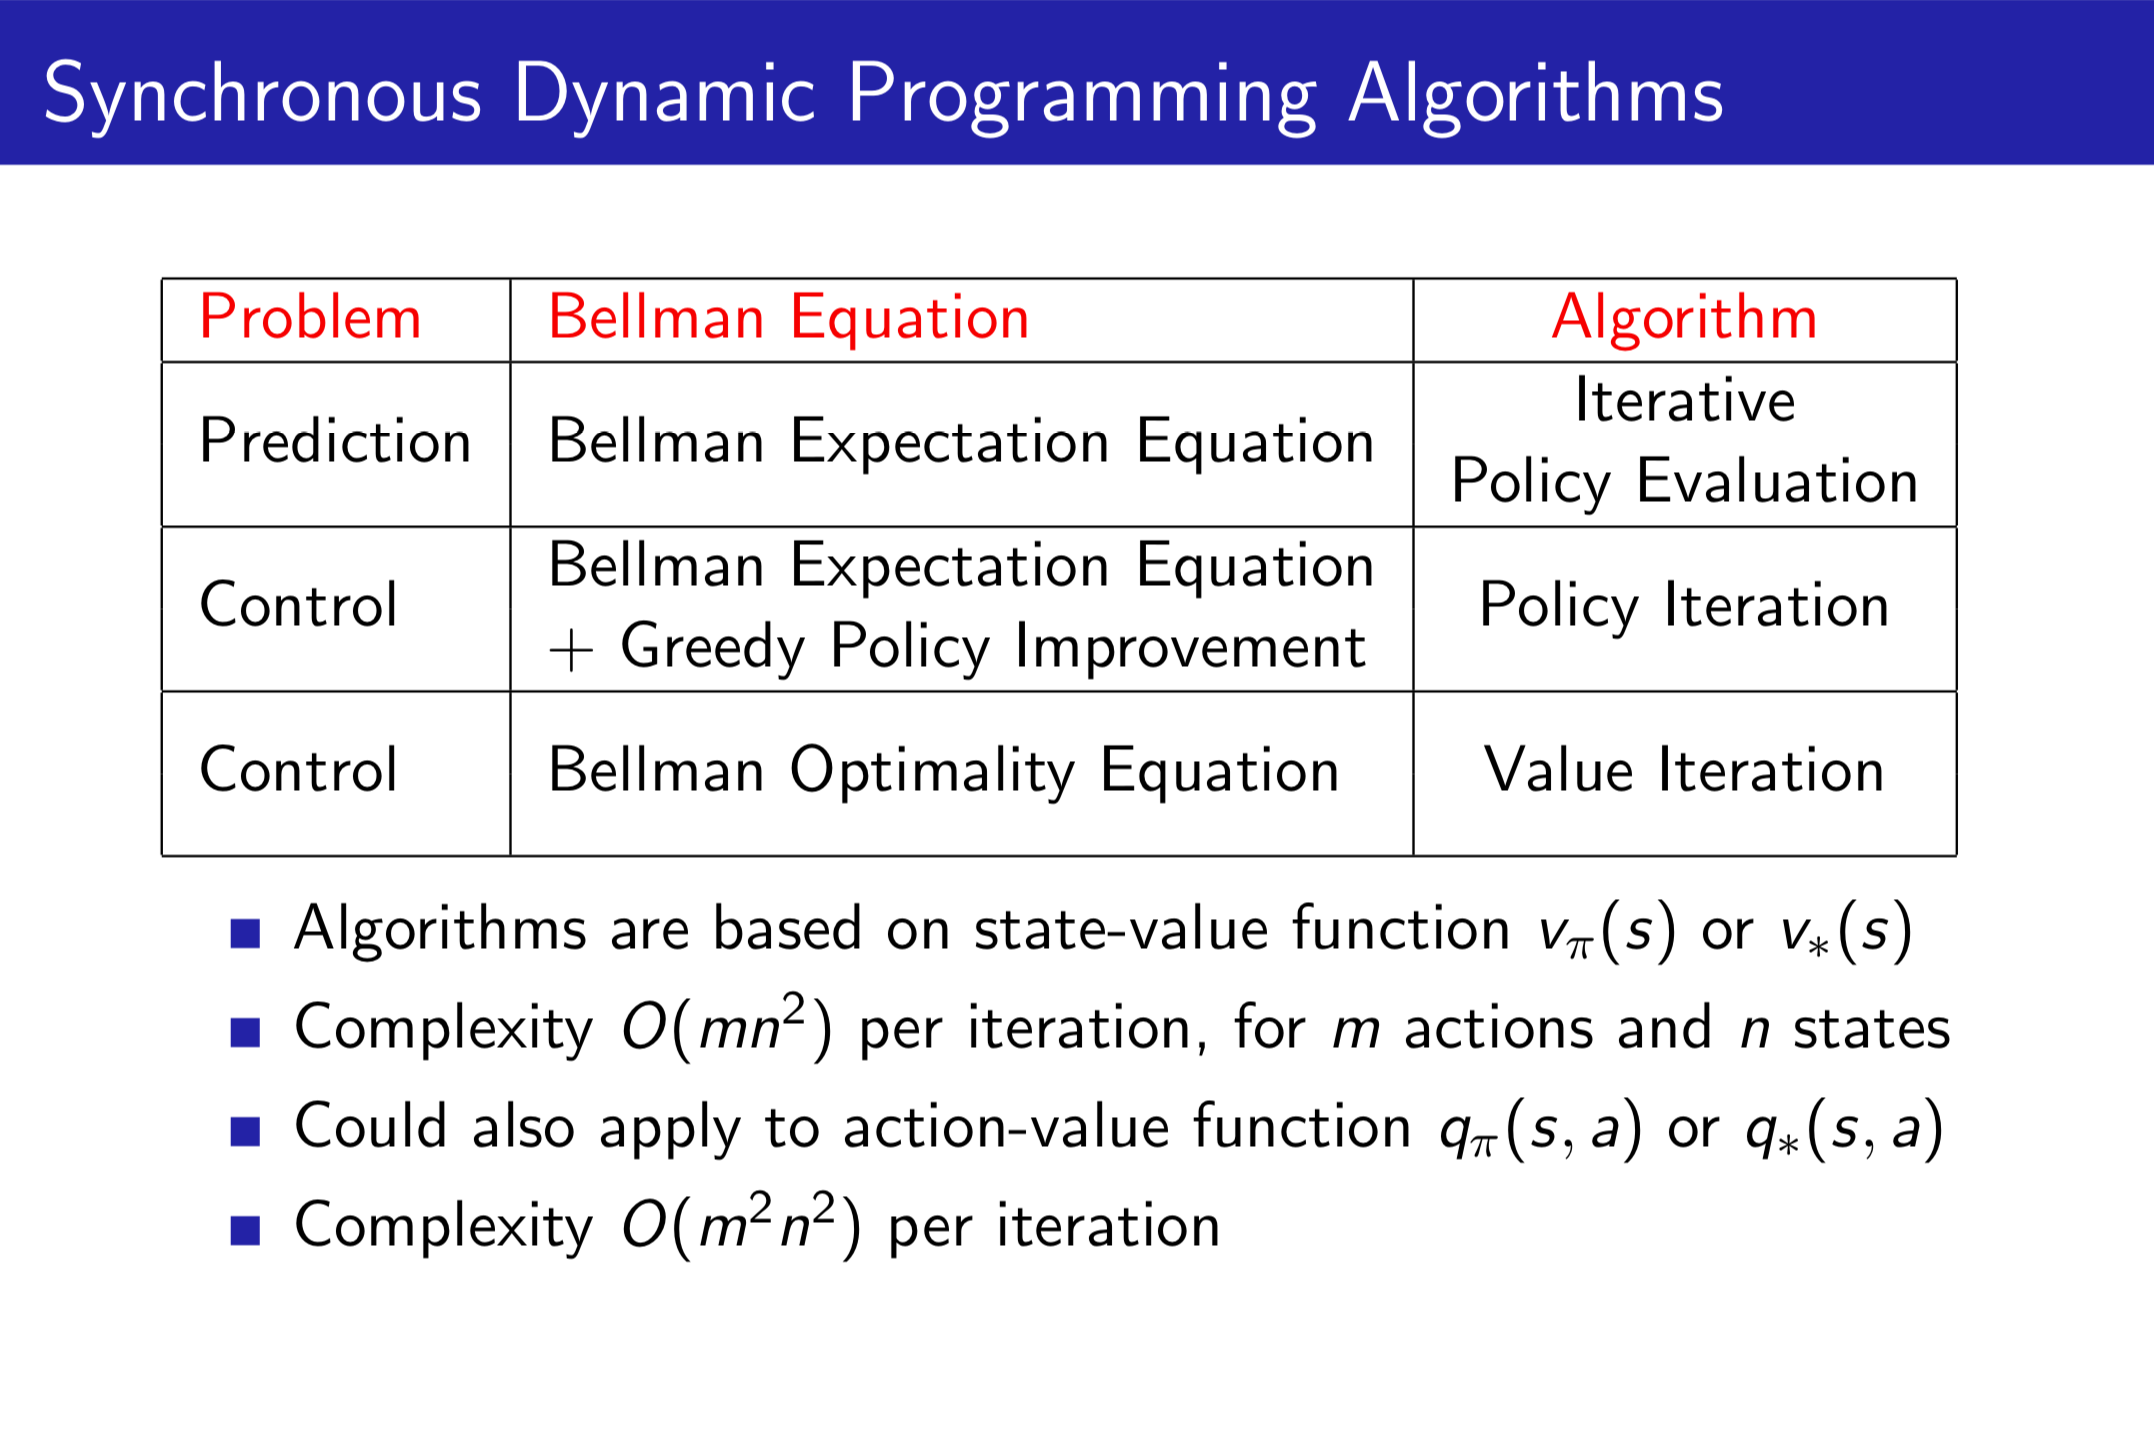 Synchronous Dynamic Programming Algorithms
Problem Bellman Equation Algorithm
Prediction Bellman Expectation Equation Iterative
Policy Evaluation
Control Bellman Expectation Equation
+ Greedy Policy Improvement Policy Iteration
Control Bellman Optimality Equation Value Iteration
Algorithms are based on state-value function $v_\pi(s)$ or $v_*(s)$
Complexity $O(mn^2)$ per iteration, for $m$ actions and $n$ states
Could also apply to action-value function $q_\pi(s, a)$ or $q_*(s, a)$
Complexity $O(m^2n^2)$ per iteration